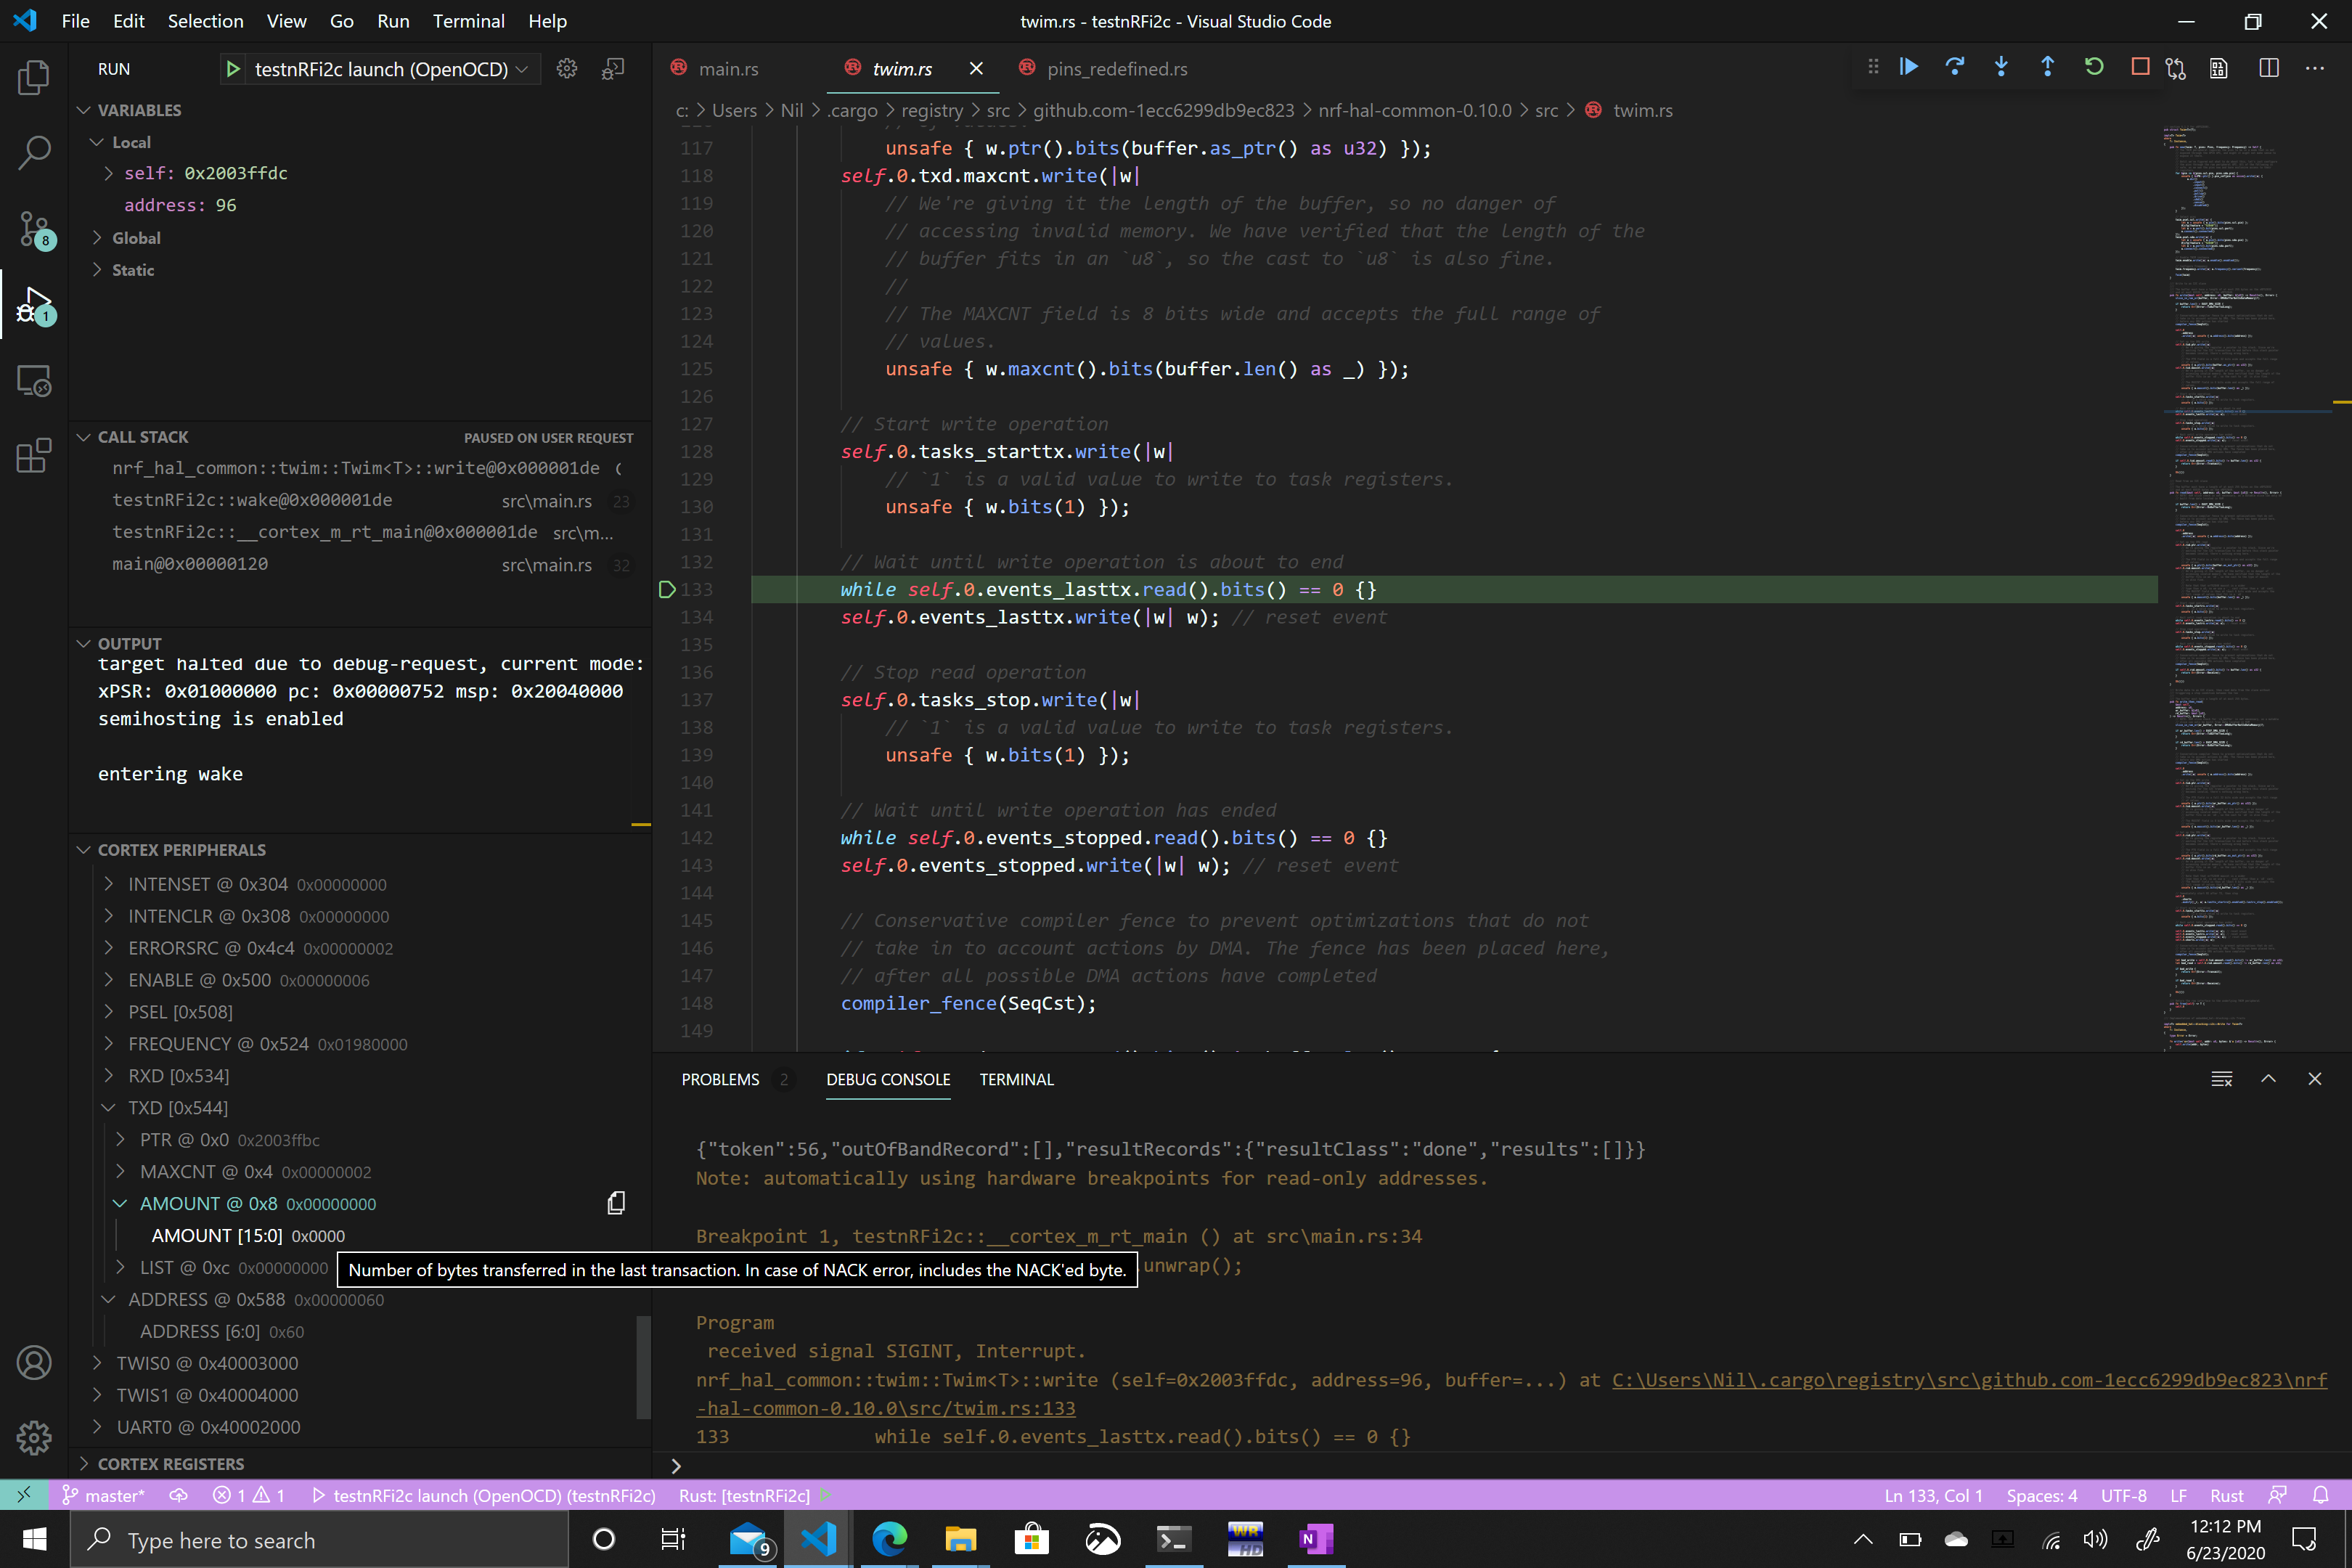 File Edit Selection View Go Run Terminal Help
twim.rs - testnRFi2c - Visual Studio Code
RUN
testnRFi2c launch (OpenOCD)
main.rs
twim.rs
pins_redefined.rs
VARIABLES
Local
self: 0x2003ffdc
address: 96
Global
Static
8
1
CALL STACK PAUSED ON USER REQUEST
nrf_hal_common::twim::Twim<T>::write@0x000001de
testnRFi2c::wake@0x000001de src\main.rs 23
testnRFi2c::__cortex_m_rt_main@0x000001de src\m...
main@0x00000120 src\main.rs 32
OUTPUT
target halted due to debug-request, current mode:
xPSR: 0x01000000 pc: 0x00000752 msp: 0x20040000
semihosting is enabled
entering wake
CORTEX PERIPHERALS
INTENSET @ 0x304 0x00000000
INTENCLR @ 0x308 0x00000000
ERRORSRC @ 0x4c4 0x00000002
ENABLE @ 0x500 0x00000006
PSEL [0x508]
FREQUENCY @ 0x524 0x01980000
RXD [0x534]
TXD [0x544]
PTR @ 0x0 0x2003ffbc
MAXCNT @ 0x4 0x00000002
AMOUNT @ 0x8 0x00000000
AMOUNT [15:0] 0x0000
LIST @ 0xc 0x00000000
Number of bytes transferred in the last transaction. In case of NACK error, includes the NACK'ed byte.
ADDRESS @ 0x588 0x00000060
ADDRESS [6:0] 0x60
TWIS0 @ 0x40003000
TWIS1 @ 0x40004000
UART0 @ 0x40002000
CORTEX REGISTERS
c: > Users > Nil > .cargo > registry > src > github.com-1ecc6299db9ec823 > nrf-hal-common-0.10.0 > src > twim.rs
117 unsafe { w.ptr().bits(buffer.as_ptr() as u32) });
118 self.0.txd.maxcnt.write(|w|
119 // We're giving it the length of the buffer, so no danger of
120 // accessing invalid memory. We have verified that the length of the
121 // buffer fits in an `u8`, so the cast to `u8` is also fine.
122 //
123 // The MAXCNT field is 8 bits wide and accepts the full range of
124 // values.
125 unsafe { w.maxcnt().bits(buffer.len() as _) });
126
127 // Start write operation
128 self.0.tasks_starttx.write(|w|
129 // `1` is a valid value to write to task registers.
130 unsafe { w.bits(1) });
131
132 // Wait until write operation is about to end
133 while self.0.events_lasttx.read().bits() == 0 {}
134 self.0.events_lasttx.write(|w| w); // reset event
135
136 // Stop read operation
137 self.0.tasks_stop.write(|w|
138 // `1` is a valid value to write to task registers.
139 unsafe { w.bits(1) });
140
141 // Wait until write operation has ended
142 while self.0.events_stopped.read().bits() == 0 {}
143 self.0.events_stopped.write(|w| w); // reset event
144
145 // Conservative compiler fence to prevent optimizations that do not
146 // take in to account actions by DMA. The fence has been placed here,
147 // after all possible DMA actions have completed
148 compiler_fence(SeqCst);
149
PROBLEMS 2 DEBUG CONSOLE TERMINAL
{"token":56,"outOfBandRecord":[],"resultRecords":{"resultClass":"done","results":[]}}
Note: automatically using hardware breakpoints for read-only addresses.
Breakpoint 1, testnRFi2c::__cortex_m_rt_main () at src\main.rs:34
.unwrap();
Program
received signal SIGINT, Interrupt.
nrf_hal_common::twim::Twim<T>::write (self=0x2003ffdc, address=96, buffer=...) at C:\Users\Nil\.cargo\registry\src\github.com-1ecc6299db9ec823\nrf
-hal-common-0.10.0\src/twim.rs:133
133 while self.0.events_lasttx.read().bits() == 0 {}
master* 1 1 testnRFi2c launch (OpenOCD) (testnRFi2c) Rust: [testnRFi2c] Ln 133, Col 1 Spaces: 4 UTF-8 LF Rust
Type here to search
9
12:12 PM
6/23/2020